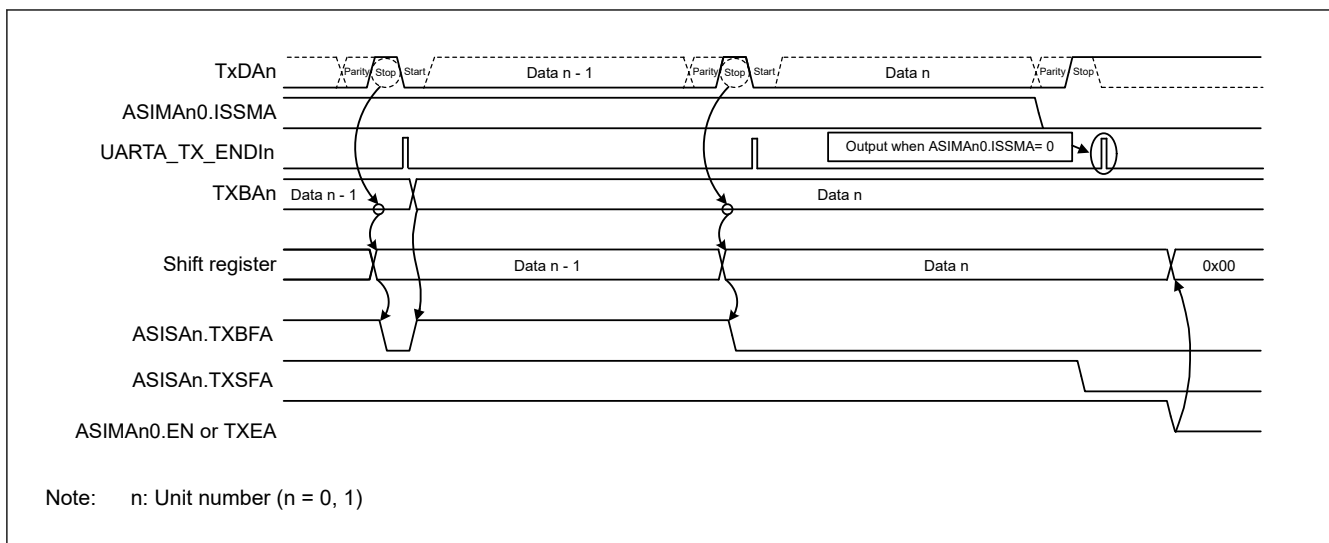 TxDAn Parity Stop Start Data n - 1 Parity Stop Start Data n Parity Stop
ASIMAn0.ISSMA
UARTA_TX_ENDIn Output when ASIMAn0.ISSMA= 0
TXBAn Data n - 1 Data n
Shift register Data n - 1 Data n 0x00
ASISAn.TXBFA
ASISAn.TXSFA
ASIMAn0.EN or TXEA
Note: n: Unit number (n = 0, 1)